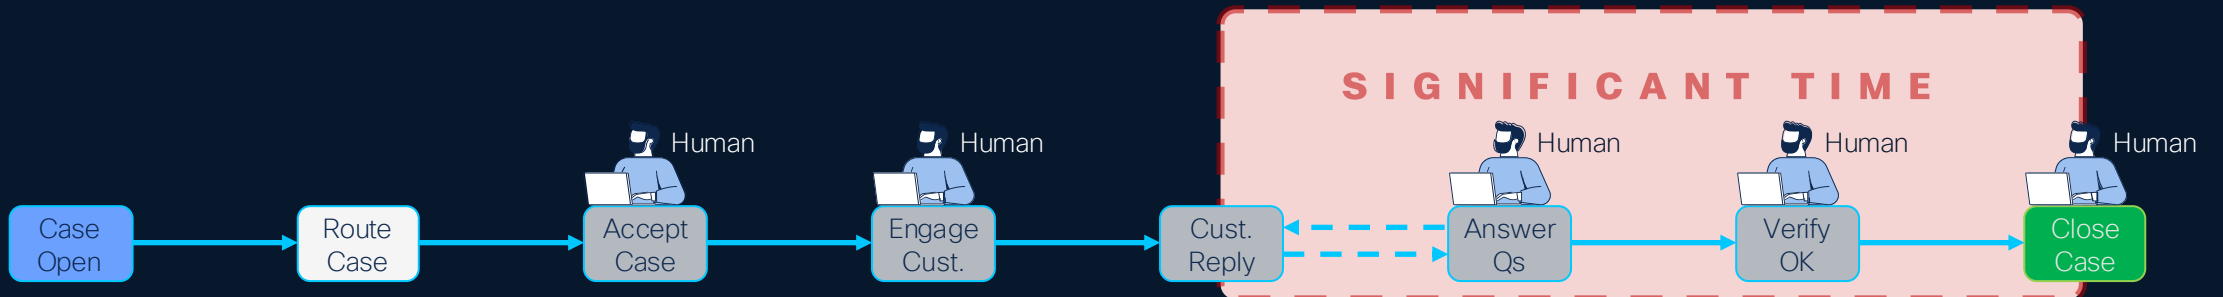 SIGNIFICANT TIME
Human
Human
Human
Human
Human
Case
Open
Route
Case
Accept
Case
Engage
Cust.
Cust.
Reply
Answer
Qs
Verify
OK
Close
Case